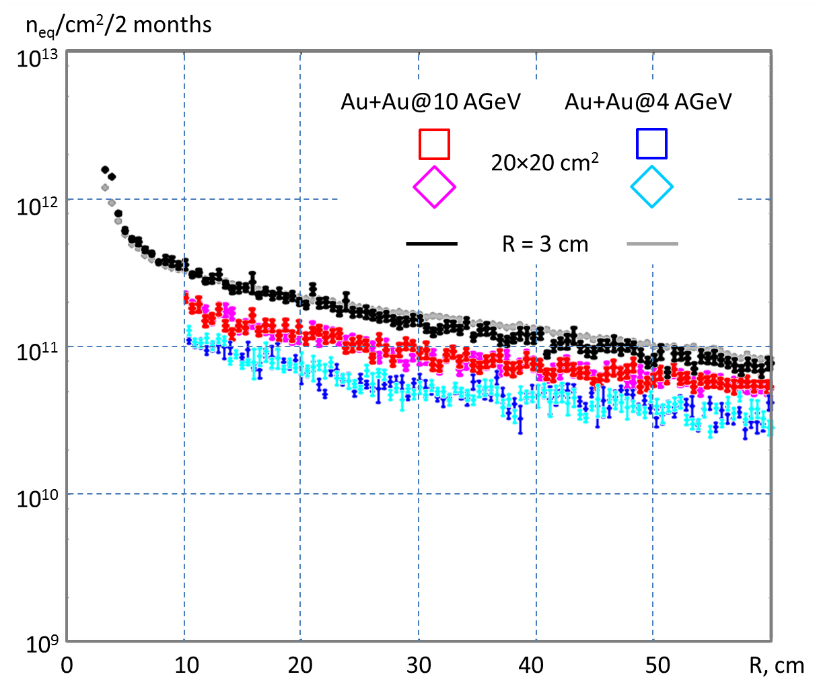 n_eq/cm²/2 months
10¹³
Au+Au@10 AGeV Au+Au@4 AGeV
20×20 cm²
10¹²
R = 3 cm
10¹¹
10¹⁰
10⁹
0 10 20 30 40 50 R, cm